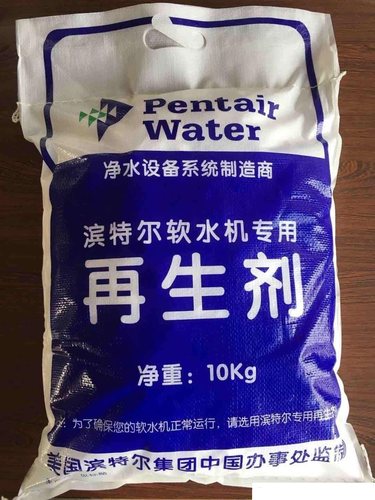 Pentair
Water
净水设备系统制造商
滨特尔软水机专用
再生剂
净重：10Kg
为了确保您的软水机正常运行，请选用滨特尔专用再生剂
美国滨特尔集团中国办事处监制